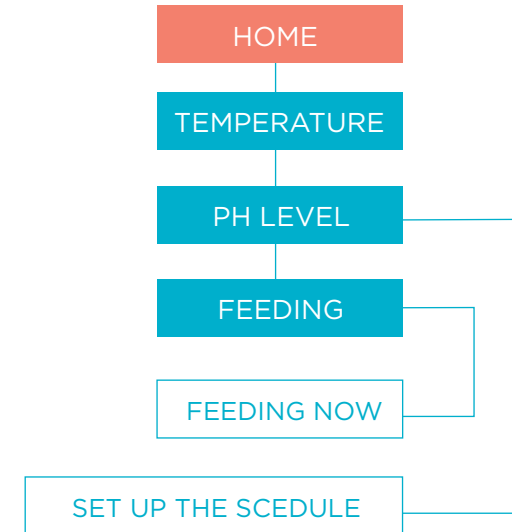 HOME
TEMPERATURE
PH LEVEL
FEEDING
FEEDING NOW
SET UP THE SCEDULE